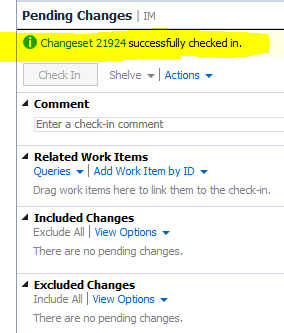 Pending Changes | IM
Changeset 21924 successfully checked in.
Check In Shelve Actions
Comment
Enter a check-in comment
Related Work Items
Queries | Add Work Item by ID
Drag work items here to link them to the check-in.
Included Changes
Exclude All | View Options
There are no pending changes.
Excluded Changes
Include All | View Options
There are no pending changes.